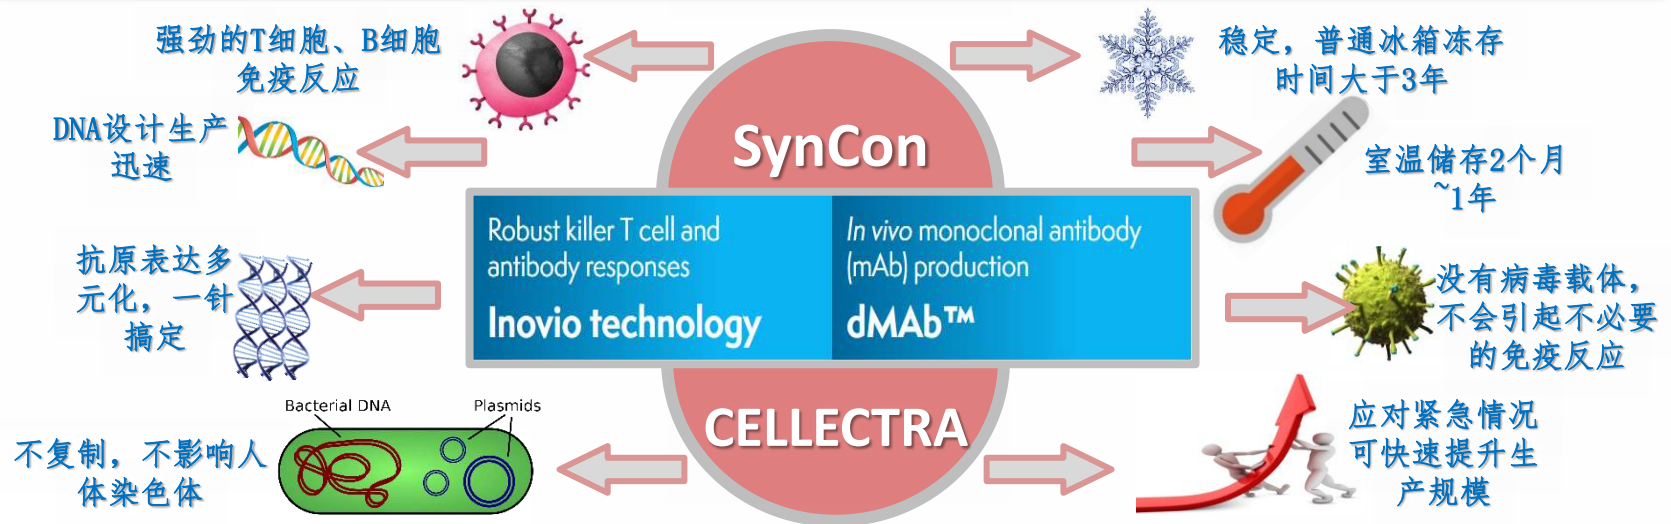 强劲的T细胞、B细胞
免疫反应
DNA设计生产
迅速
抗原表达多
元化，一针
搞定
Bacterial DNA
Plasmids
不复制，不影响人
体染色体
SynCon
Robust killer T cell and
antibody responses
Inovio technology
In vivo monoclonal antibody
(mAb) production
dMAb™
CELLECTRA
稳定，普通冰箱冻存
时间大于3年
室温储存2个月
~1年
没有病毒载体，
不会引起不必要
的免疫反应
应对紧急情况
可快速提升生
产规模